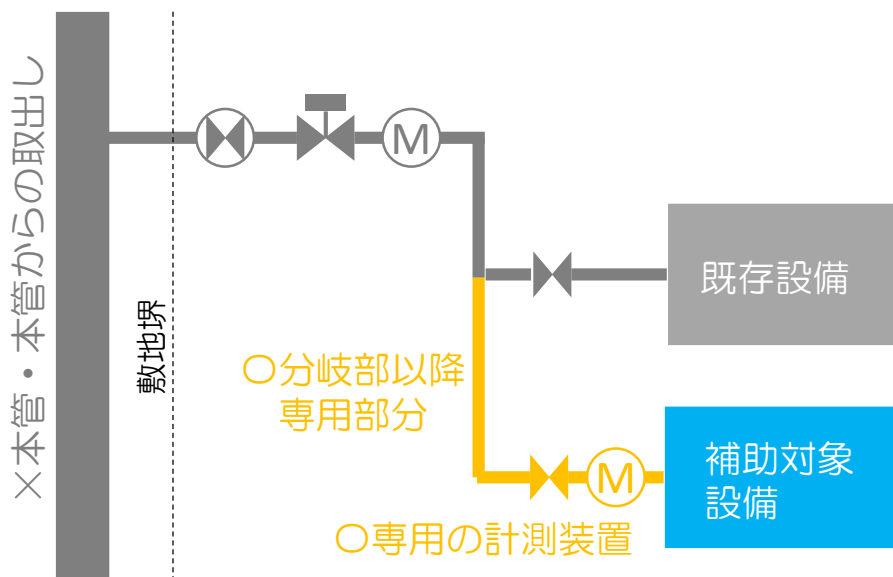 ×本管・本管からの取出し
敷地堺
M
既存設備
〇分岐部以降
専用部分
補助対象
設備
M
〇専用の計測装置